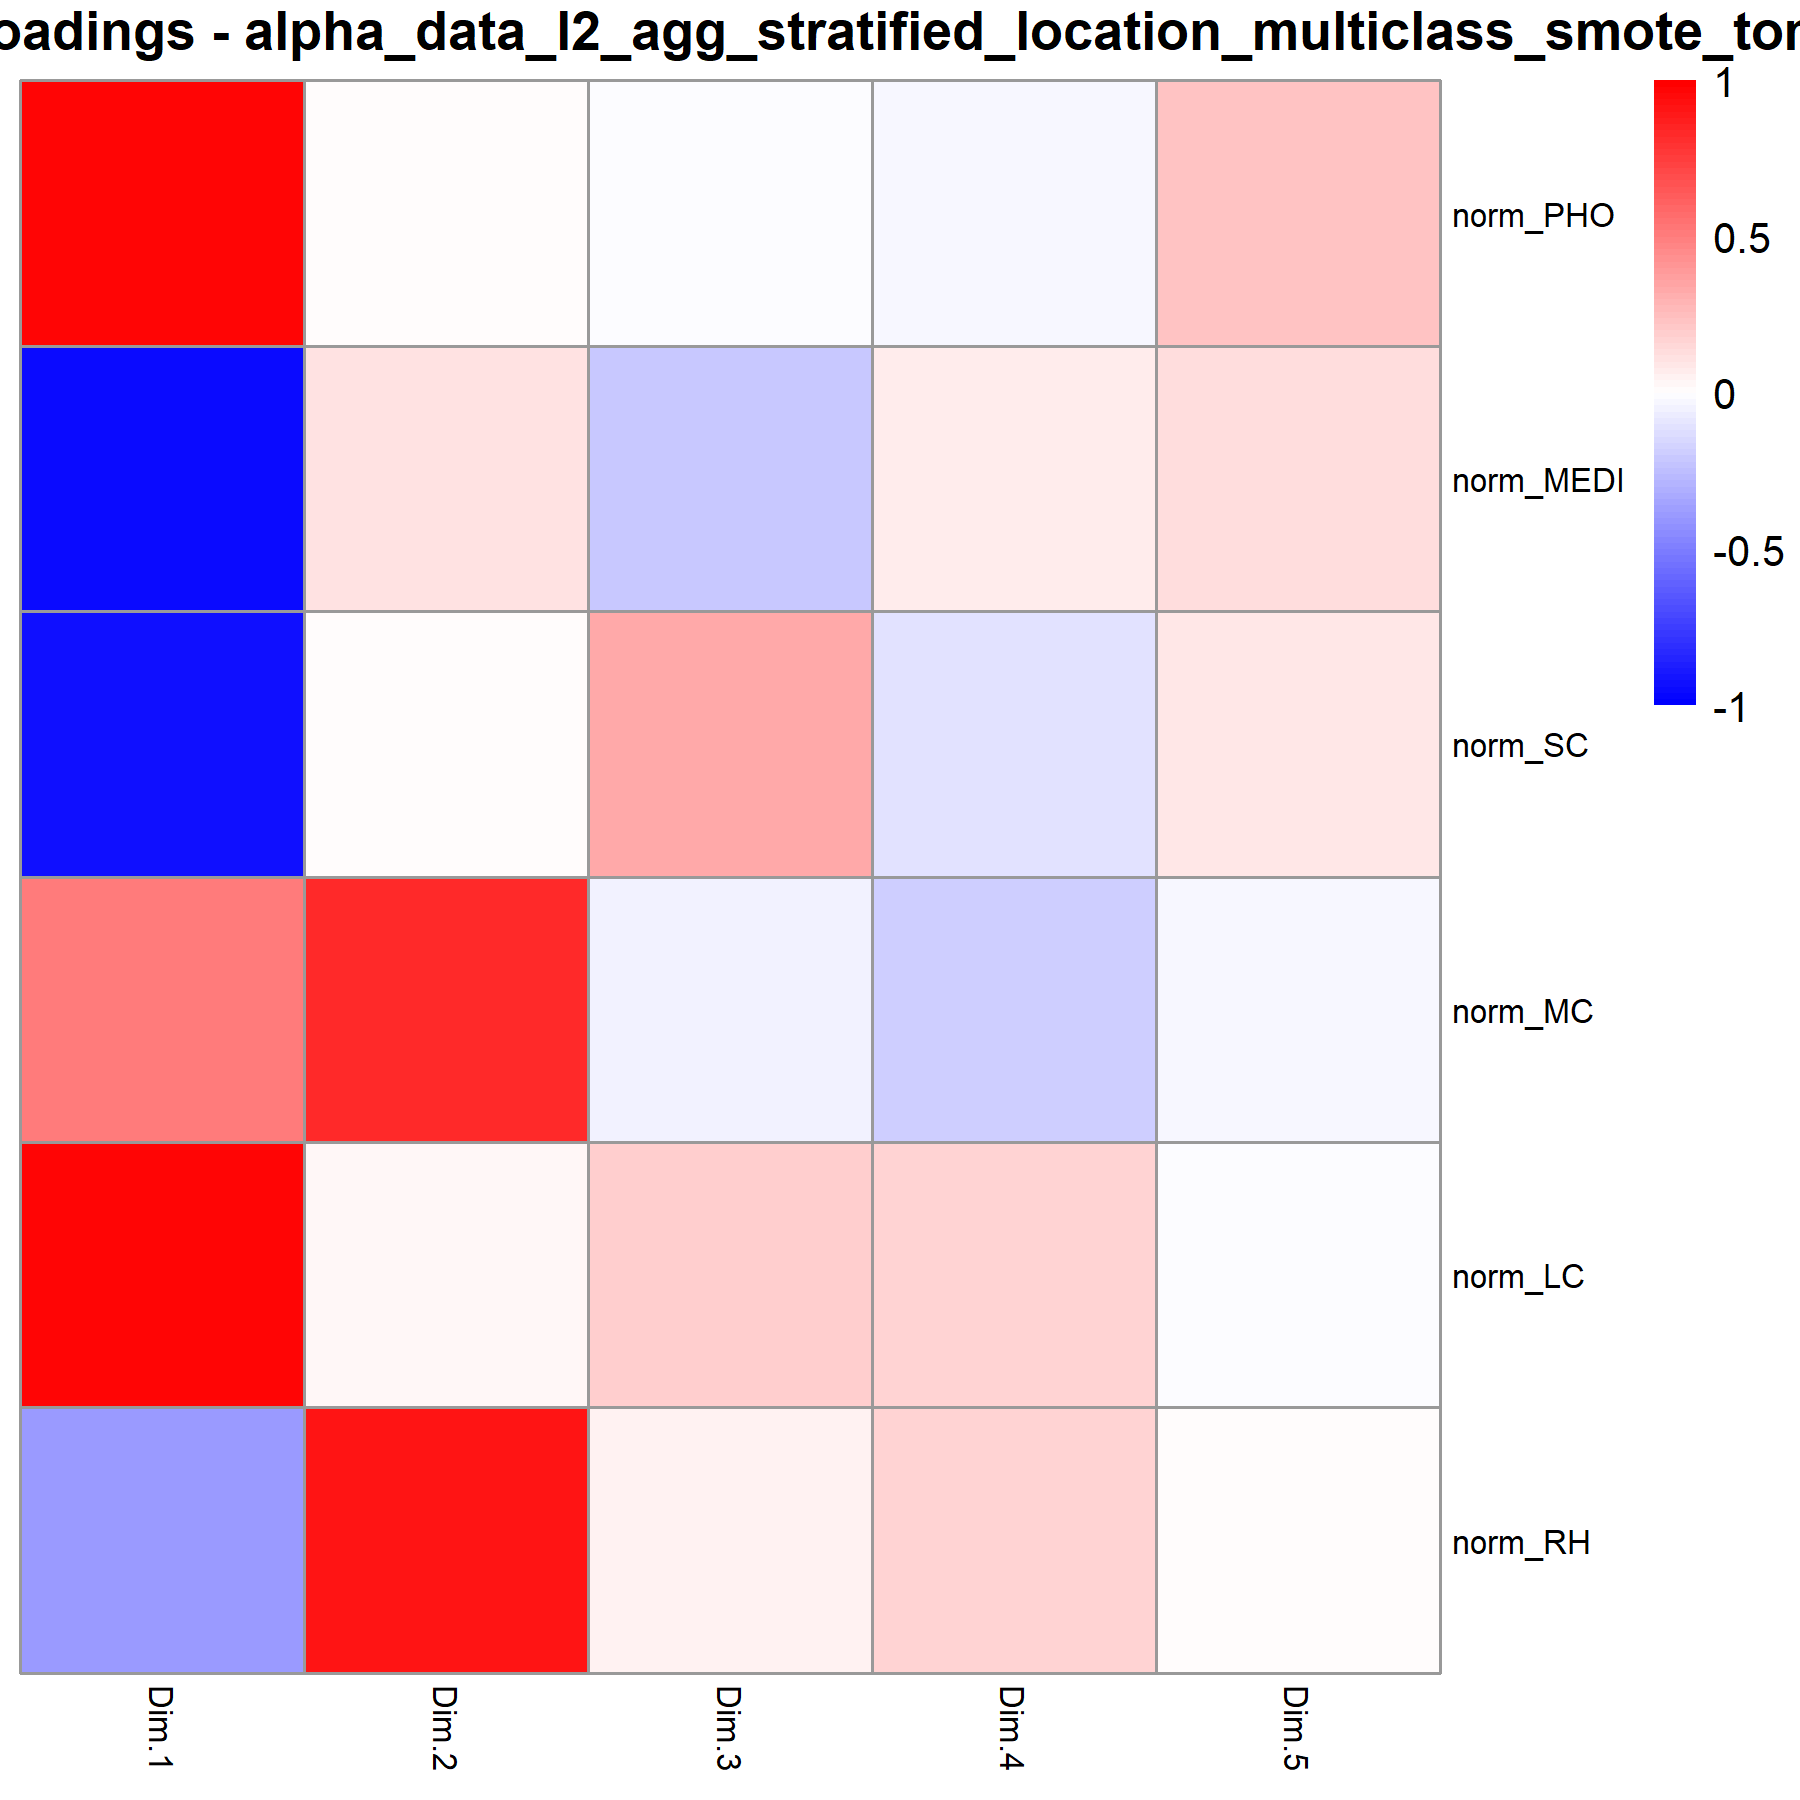 oadings - alpha_data_l2_agg_stratified_location_multiclass_smote_tom
1
0.5
0
-0.5
-1
norm_PHO
norm_MEDI
norm_SC
norm_MC
norm_LC
norm_RH
Dim.1
Dim.2
Dim.3
Dim.4
Dim.5